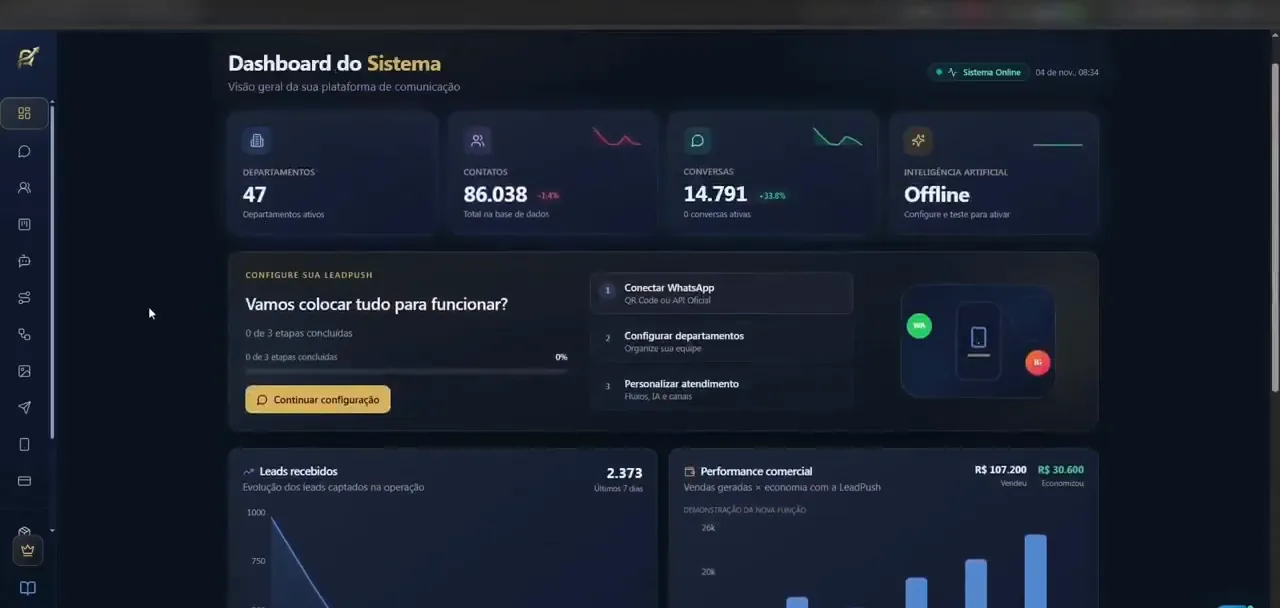 Dashboard do Sistema
Visão geral da sua plataforma de comunicação
Sistema Online
04 de nov., 08:34
DEPARTAMENTOS
47
Departamentos ativos
CONTATOS
86.038 -1.4%
Total na base de dados
CONVERSAS
14.791 +33.8%
0 conversas ativas
INTELIGÊNCIA ARTIFICIAL
Offline
Configure e teste para ativar
CONFIGURE SUA LEADPUSH
Vamos colocar tudo para funcionar?
0 de 3 etapas concluídas
0 de 3 etapas concluídas 0%
Continuar configuração
1 Conectar WhatsApp
QR Code ou API Oficial
2 Configurar departamentos
Organize sua equipe
3 Personalizar atendimento
Fluxos, IA e canais
WA
IG
Leads recebidos
Evolução dos leads captados na operação
2.373
Últimos 7 dias
1000
750
Performance comercial
Vendas geradas × economia com a LeadPush
R$ 107.200 R$ 30.600
Vendeu Economizou
DEMONSTRAÇÃO DA NOVA FUNÇÃO
26k
20k